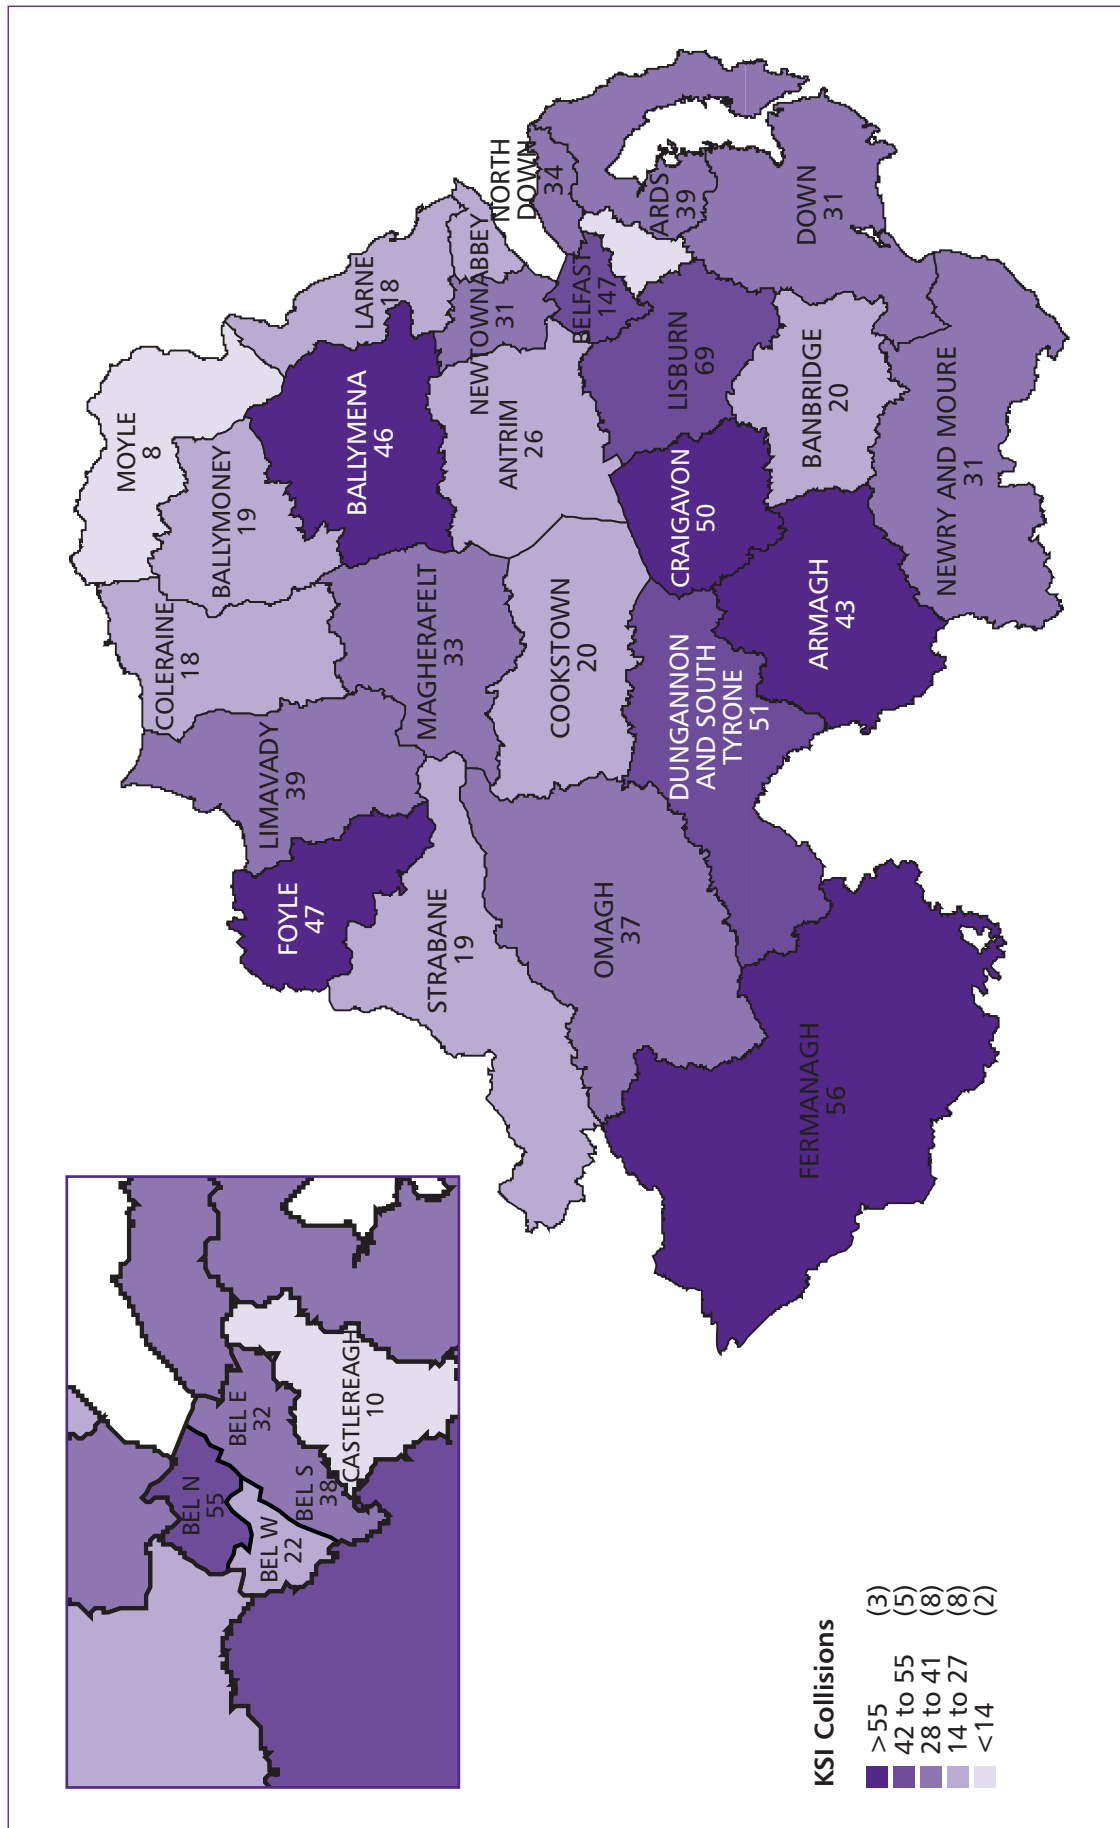 MOYLE
8
COLERAINE
18
BALLYMONEY
19
LIMAVADY
39
FOYLE
47
LARNE
18
BALLYMENA
46
MAGHERAFELT
33
STRABANE
19
NEWTOWNABBEY
31
ANTRIM
26
NORTH
DOWN
34
COOKSTOWN
20
OMAGH
37
BELFAST
147
ARDS
39
LISBURN
69
CRAIGAVON
50
DUNGANNON
AND SOUTH
TYRONE
51
DOWN
31
BANBRIDGE
20
ARMAGH
43
FERMANAGH
56
NEWRY AND MOURE
31
BEL N
55
BEL E
32
BEL W
22
BEL S
38
CASTLEREAGH
10
KSI Collisions
>55 (3)
42 to 55 (5)
28 to 41 (8)
14 to 27 (8)
<14 (2)